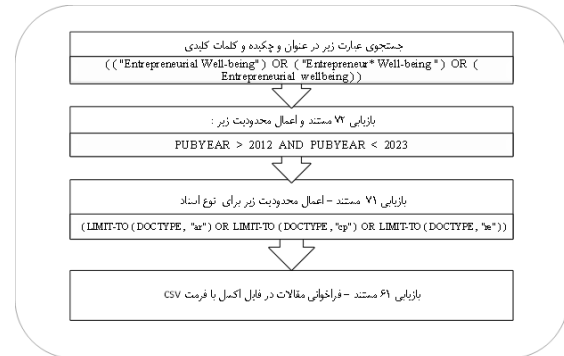 جستجوی عبارت زیر در عنوان و چکیده و کلمات کلیدی
(("Entrepreneurial Well-being") OR ("Entrepreneur* Well-being ") OR (
Entrepreneurial wellbeing))
بازیابی ۷۲ مستند و اعمال محدودیت زیر :
PUBYEAR > 2012 AND PUBYEAR < 2023
بازیابی ۷۱ مستند – اعمال محدودیت زیر برای نوع اسناد
(LIMIT-TO (DOCTYPE, "ar") OR LIMIT-TO (DOCTYPE, "cp") OR LIMIT-TO (DOCTYPE, "re"))
بازیابی ۶۱ مستند – فراخوانی مقالات در فایل اکسل با فرمت CSV